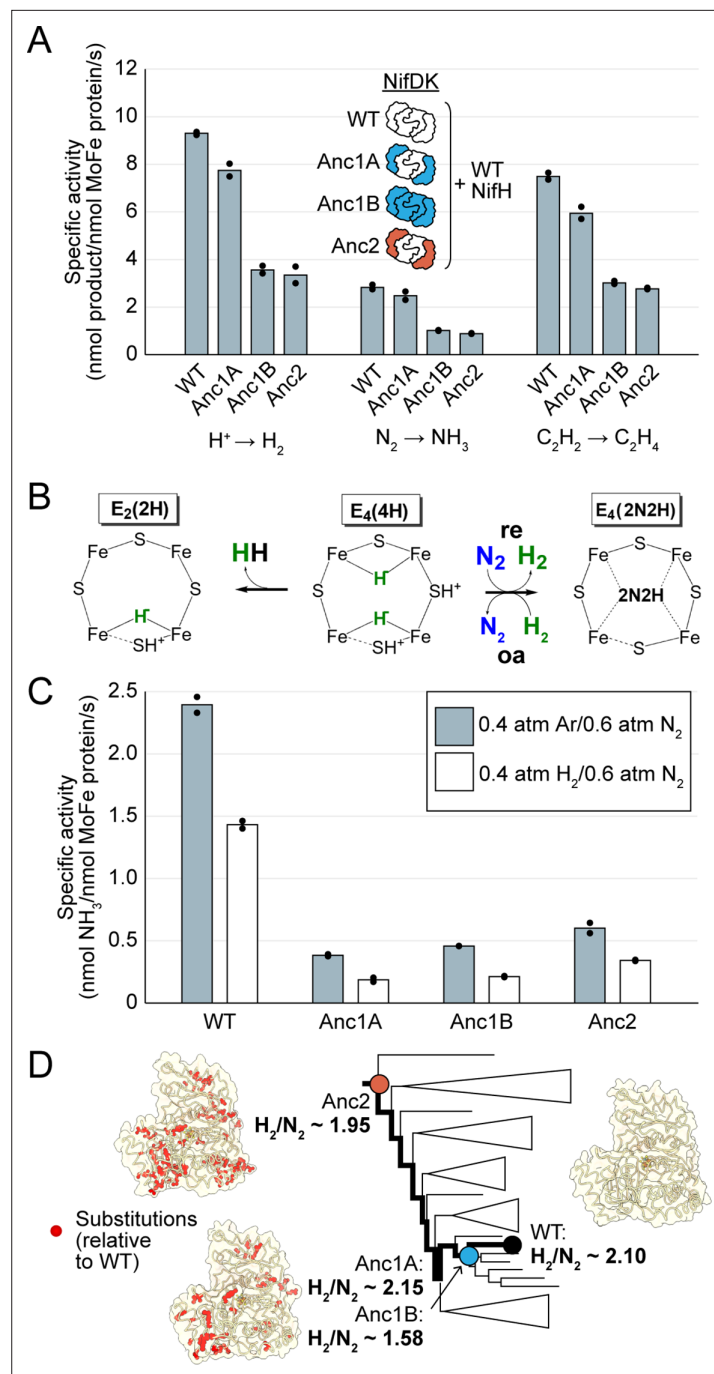 A
Specific activity
(nmol product/nmol MoFe protein/s)
12
10
8
6
4
2
0
NifDK
WT
Anc1A
Anc1B
Anc2
+ WT
NifH
WT
Anc1A
Anc1B
Anc2
WT
Anc1A
Anc1B
Anc2
WT
Anc1A
Anc1B
Anc2
H⁺ → H₂
N₂ → NH₃
C₂H₂ → C₂H₄
B
E₂(2H)
Fe
S
Fe
S
S
Fe
H⁻
Fe
SH⁺
HH
E₄(4H)
S
Fe
Fe
H⁻
S
SH⁺
H⁻
Fe
Fe
SH⁺
re
N₂ H₂
N₂ H₂
oa
E₄(2N2H)
S
Fe
Fe
S
2N2H
S
Fe
Fe
S
C
Specific activity
(nmol NH₃/nmol MoFe protein/s)
2.5
2.0
1.5
1.0
0.5
0
0.4 atm Ar/0.6 atm N₂
0.4 atm H₂/0.6 atm N₂
WT
Anc1A
Anc1B
Anc2
D
Anc2
H₂/N₂ ~ 1.95
Substitutions
(relative
to WT)
WT:
H₂/N₂ ~ 2.10
Anc1A:
H₂/N₂ ~ 2.15
Anc1B:
H₂/N₂ ~ 1.58